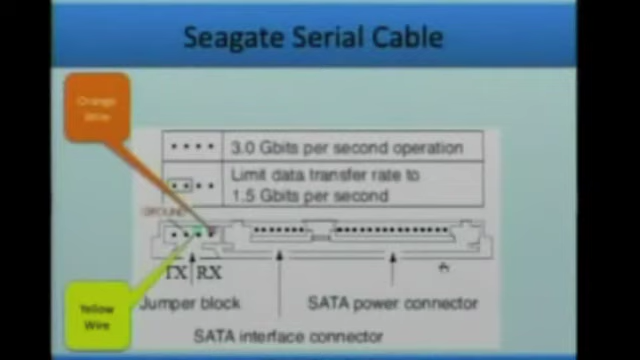 Seagate Serial Cable
Orange
Wire
3.0 Gbits per second operation
Limit data transfer rate to
1.5 Gbits per second
GROUND
TX RX
Yellow
Wire
Jumper block
SATA power connector
SATA interface connector